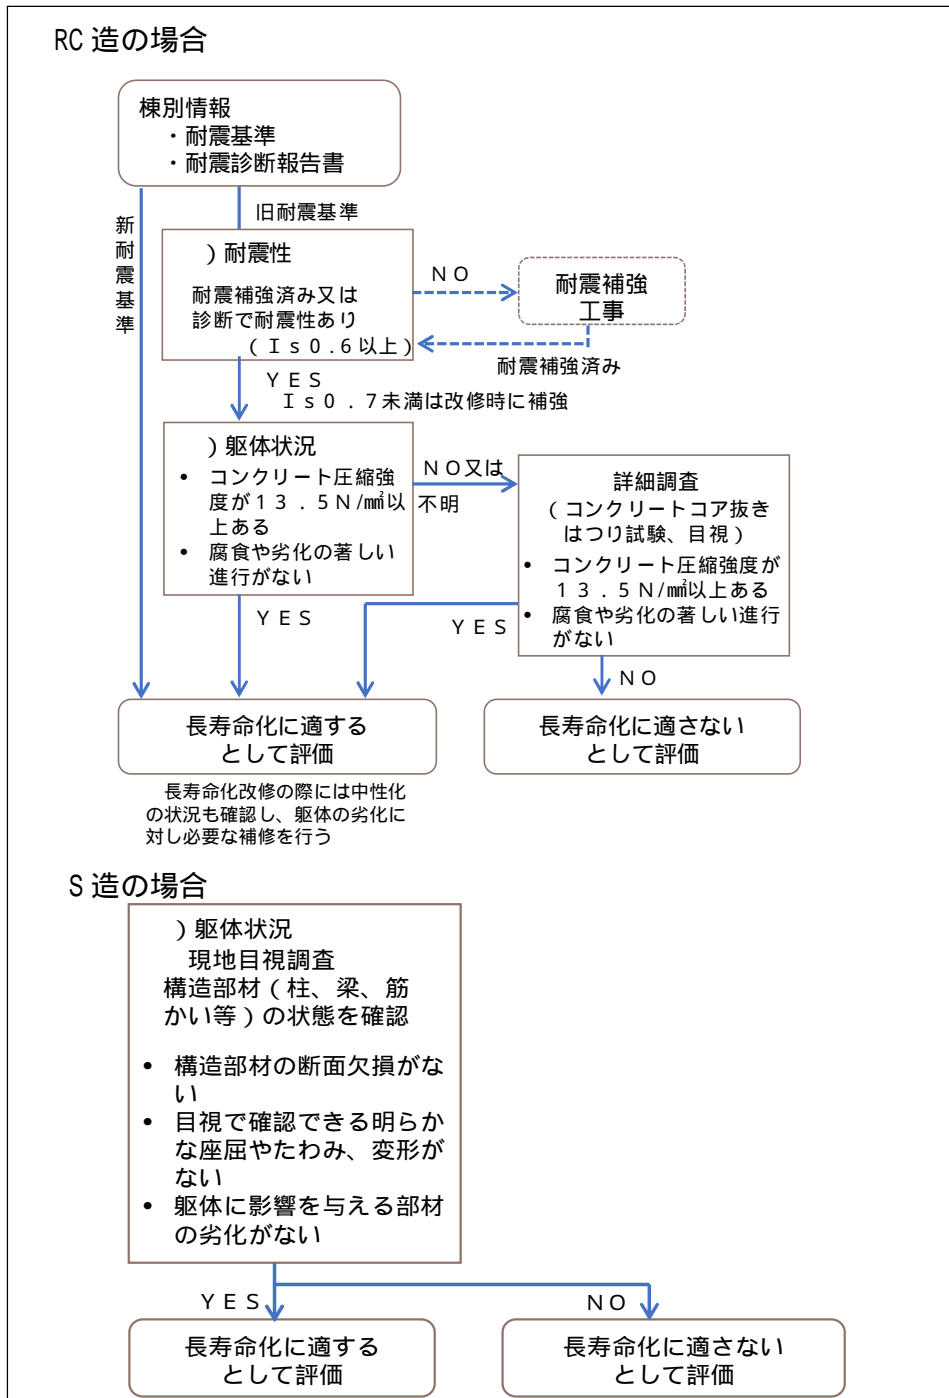 RC造の場合
棟別情報
・耐震基準
・耐震診断報告書
新耐震基準
旧耐震基準
）耐震性
耐震補強済み又は
診断で耐震性あり
（Ｉｓ０.６以上）
ＮＯ
耐震補強
工事
耐震補強済み
ＹＥＳ
Ｉｓ０．７未満は改修時に補強
）躯体状況
• コンクリート圧縮強
度が１３．５Ｎ/㎟以
上ある
• 腐食や劣化の著しい
進行がない
ＮＯ又は
不明
詳細調査
（コンクリートコア抜き
はつり試験、目視）
• コンクリート圧縮強度が
１３．５Ｎ/㎟以上ある
• 腐食や劣化の著しい進行
がない
ＹＥＳ
ＹＥＳ
ＮＯ
長寿命化に適する
として評価
長寿命化に適さない
として評価
長寿命化改修の際には中性化
の状況も確認し、躯体の劣化に
対し必要な補修を行う
S造の場合
）躯体状況
現地目視調査
構造部材（柱、梁、筋
かい等）の状態を確認
• 構造部材の断面欠損がな
い
• 目視で確認できる明らか
な座屈やたわみ、変形が
ない
• 躯体に影響を与える部材
の劣化がない
ＹＥＳ
ＮＯ
長寿命化に適する
として評価
長寿命化に適さない
として評価